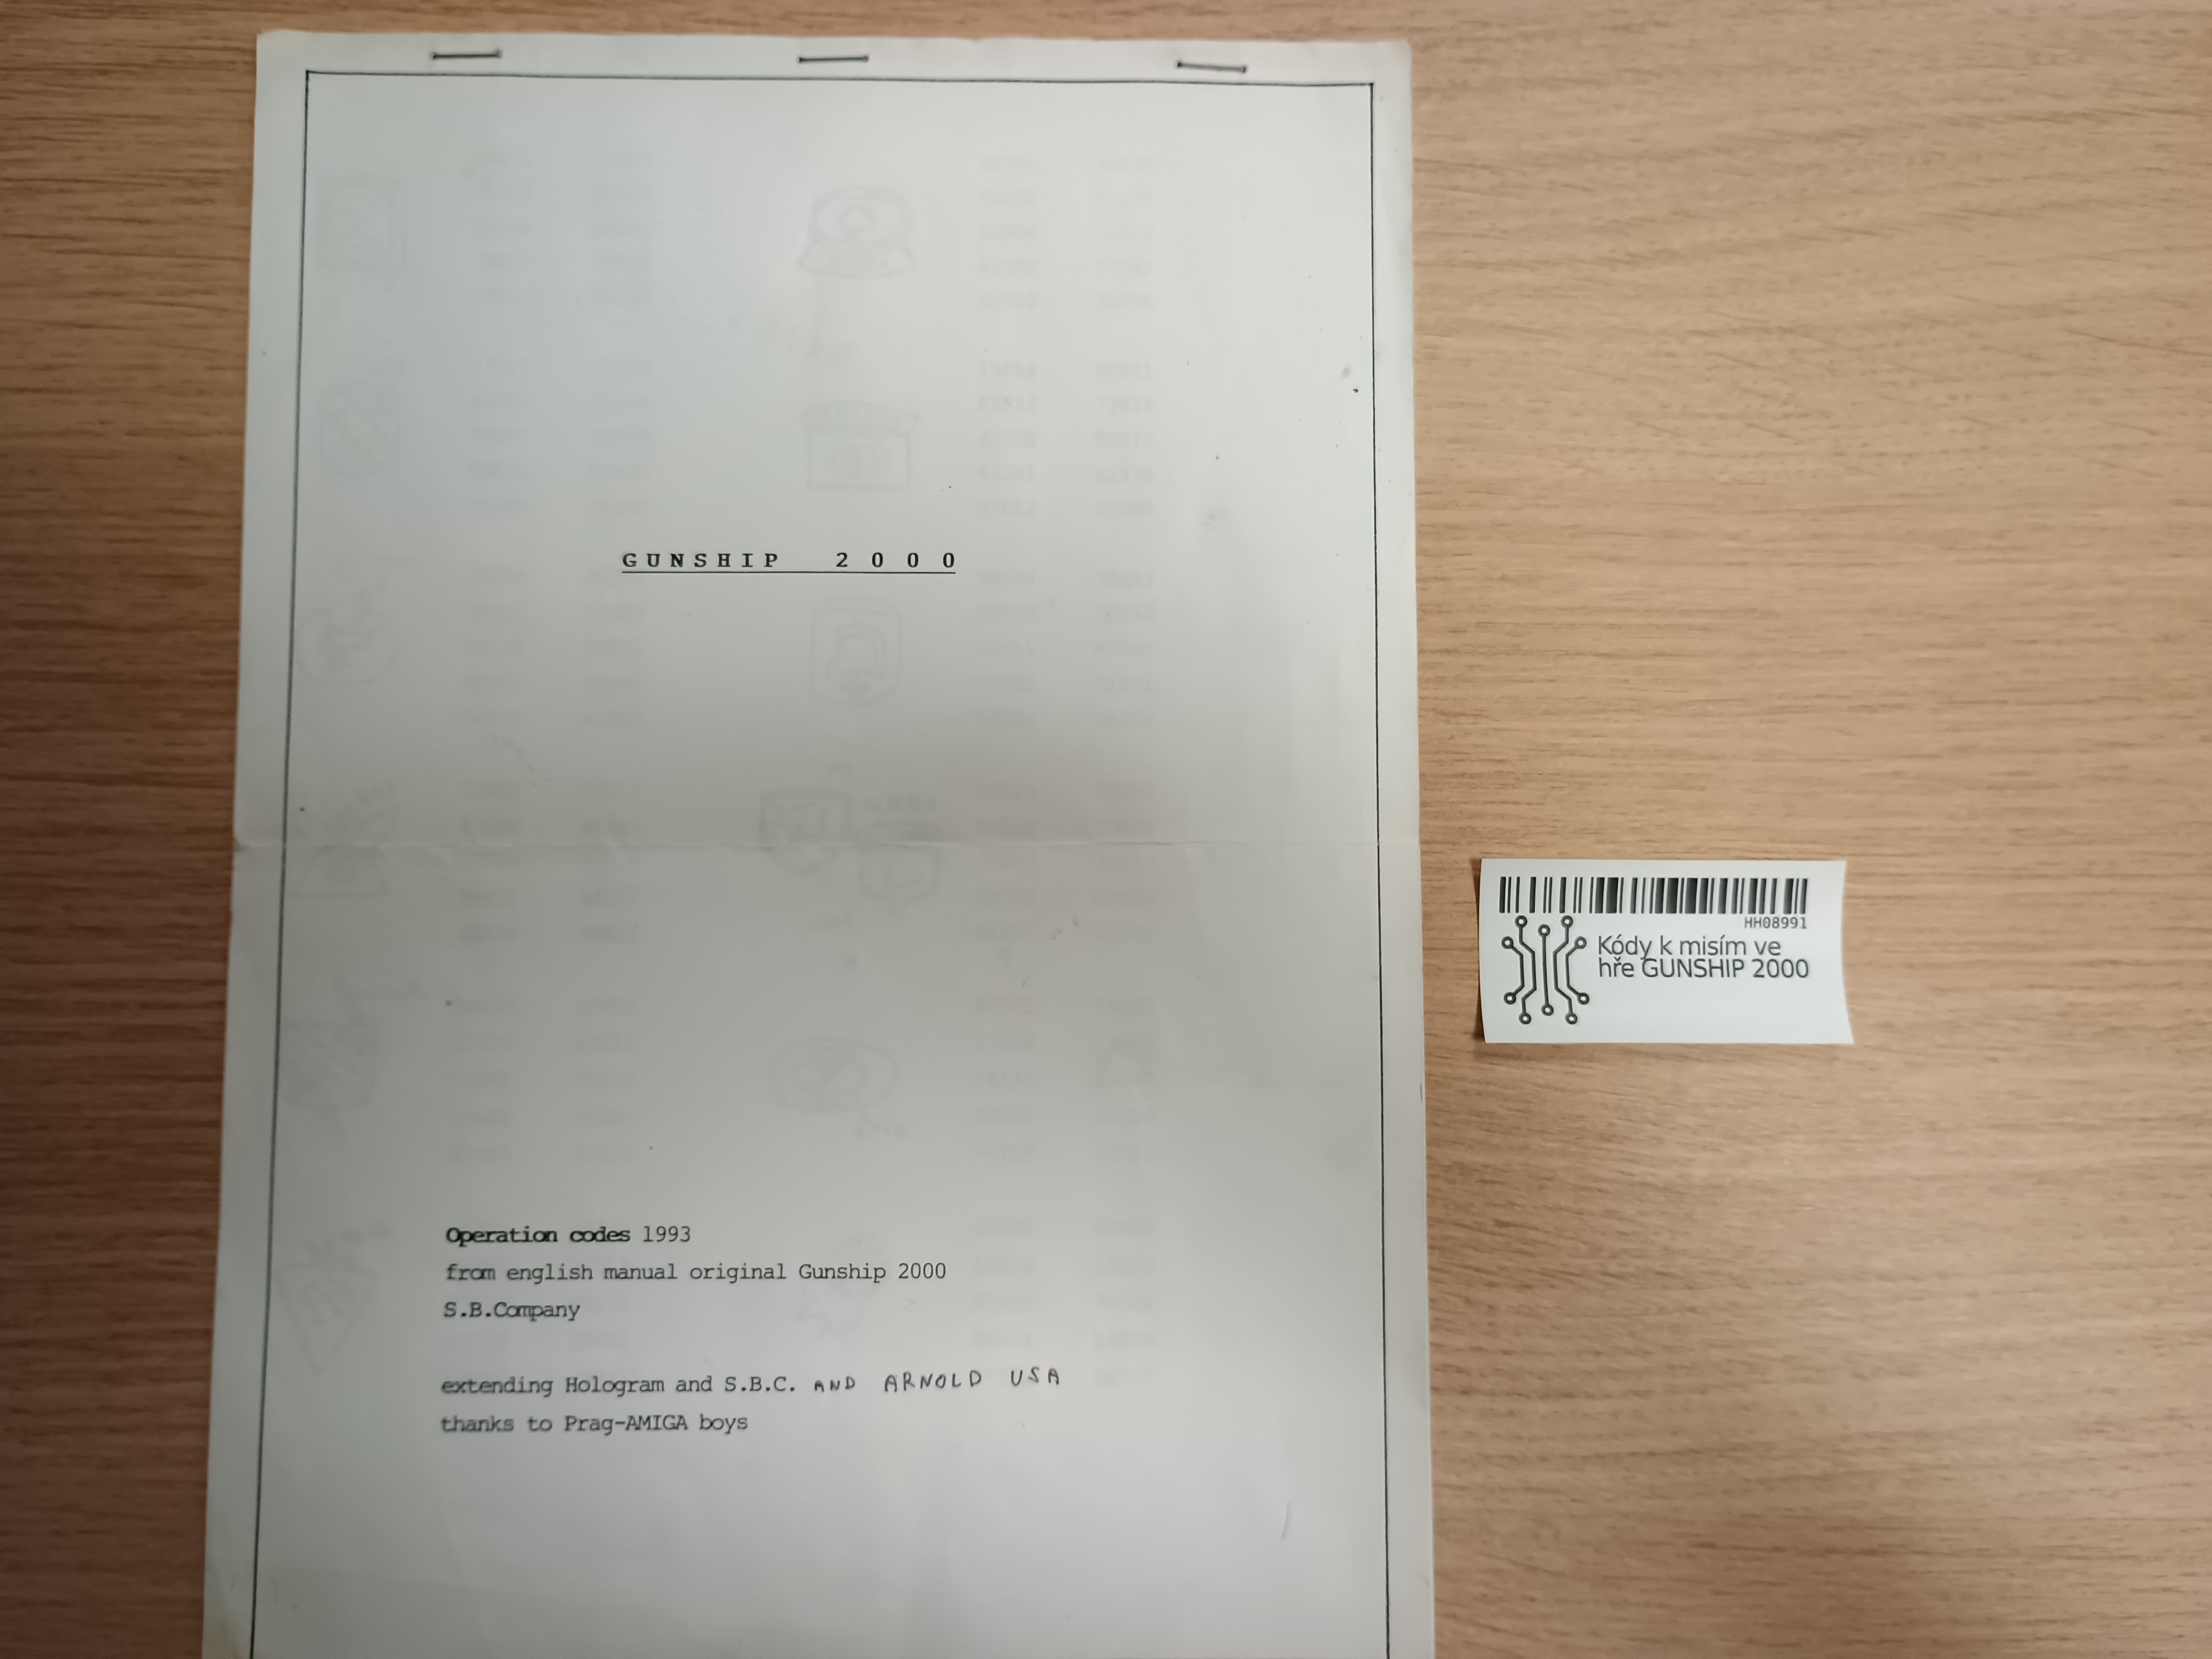 GUNSHIP 2000
Operation codes 1993
from english manual original Gunship 2000
S.B.Company
extending Hologram and S.B.C. AND ARNOLD USA
thanks to Prag-AMIGA boys
HH08991
Kódy k misím ve
hře GUNSHIP 2000